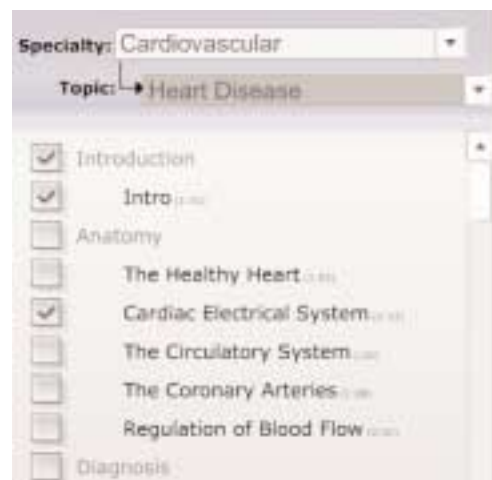 Specialty: Cardiovascular
Topic: Heart Disease
Introduction
Intro
Anatomy
The Healthy Heart
Cardiac Electrical System
The Circulatory System
The Coronary Arteries
Regulation of Blood Flow
Diagnosis